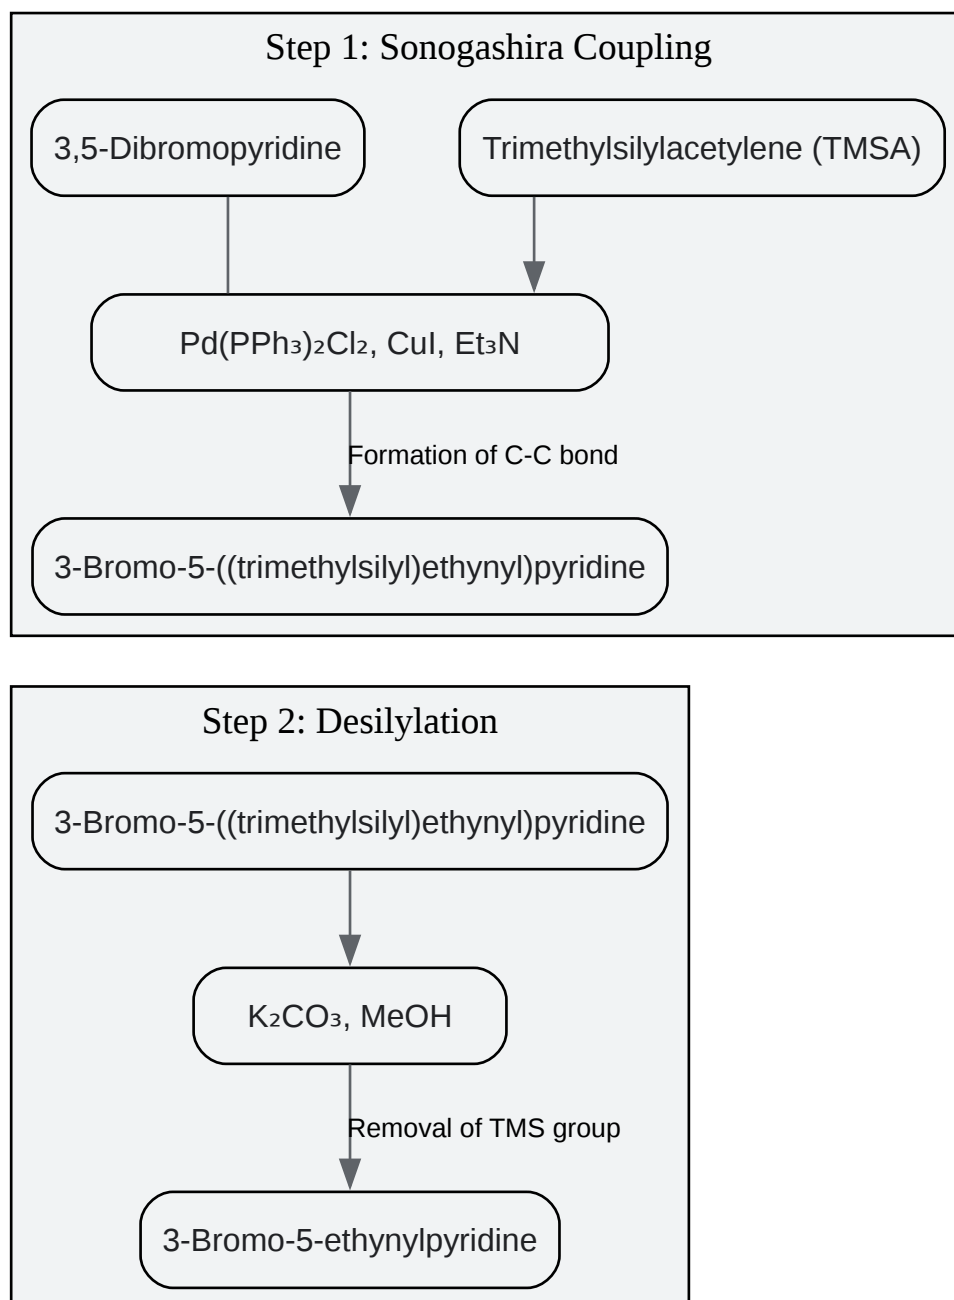 Step 1: Sonogashira Coupling
3,5-Dibromopyridine
Trimethylsilylacetylene (TMSA)
Pd(PPh₃)₂Cl₂, CuI, Et₃N
Formation of C-C bond
3-Bromo-5-((trimethylsilyl)ethynyl)pyridine
Step 2: Desilylation
3-Bromo-5-((trimethylsilyl)ethynyl)pyridine
K₂CO₃, MeOH
Removal of TMS group
3-Bromo-5-ethynylpyridine